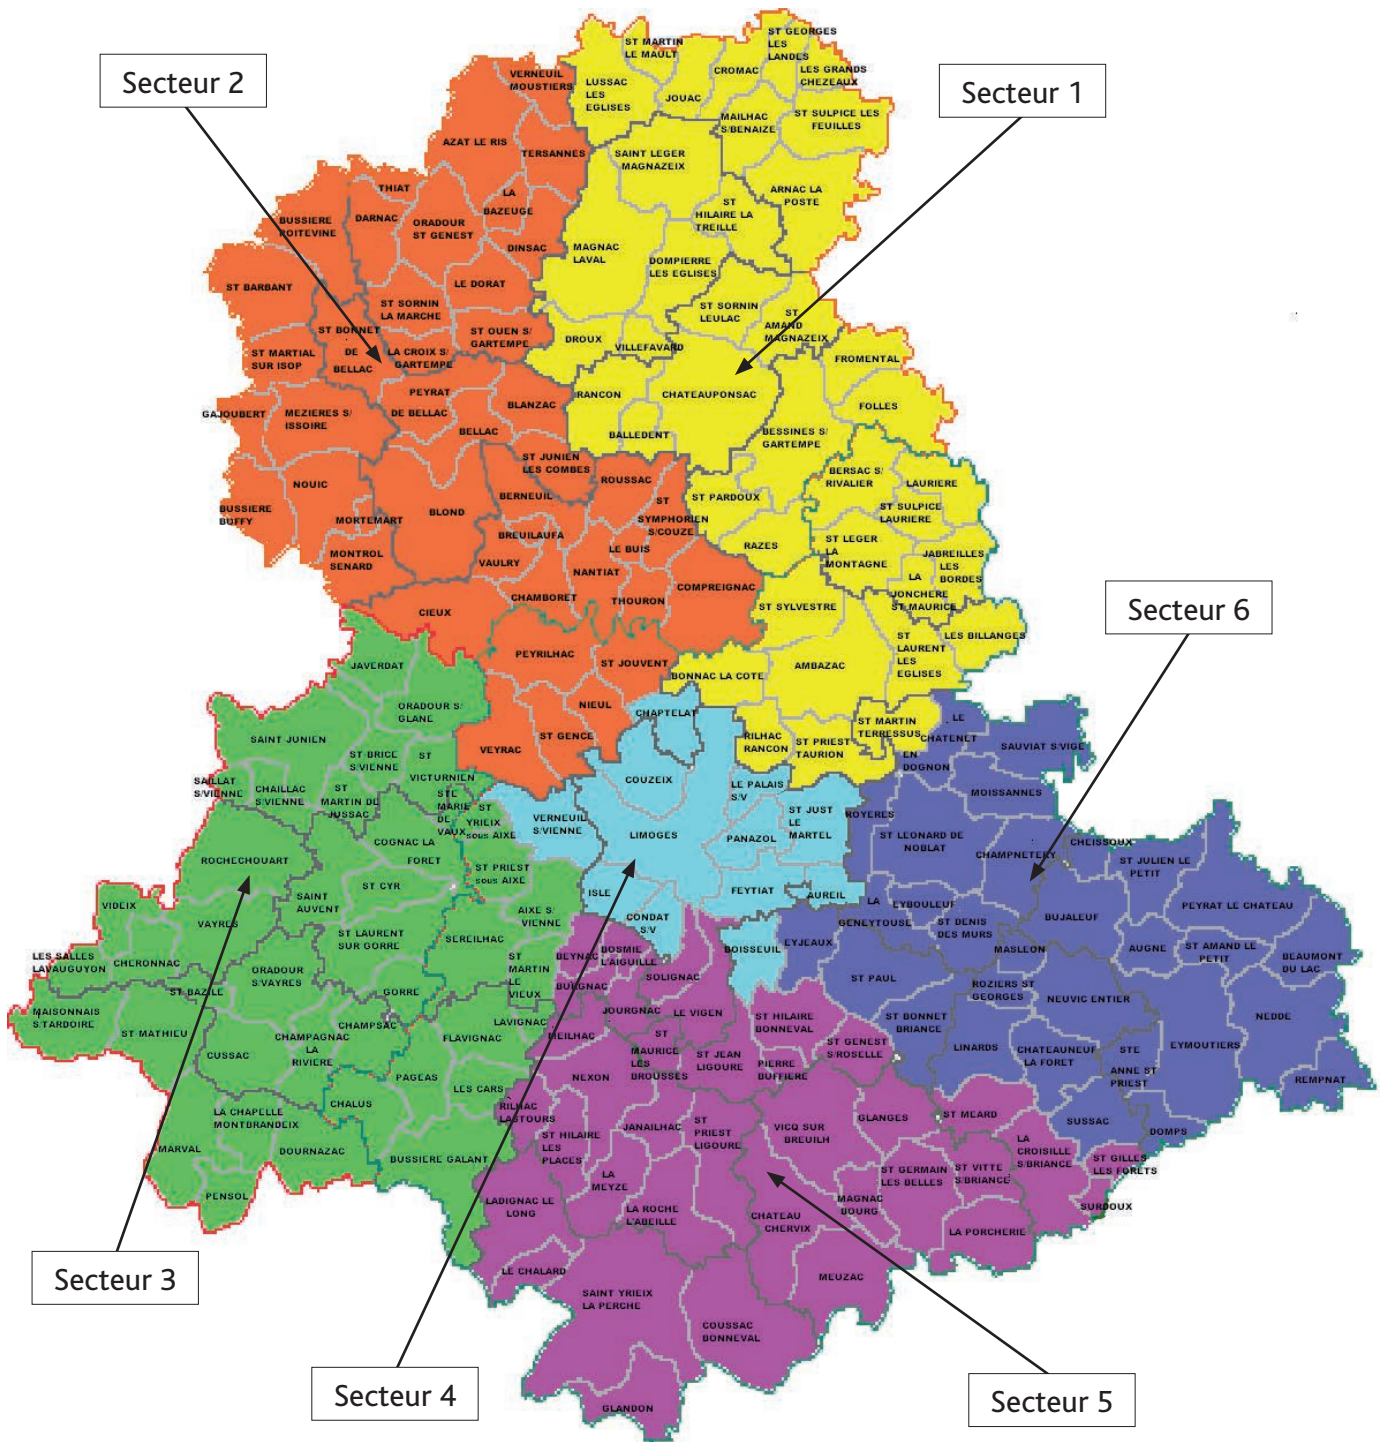 Secteur 2
Secteur 1
Secteur 6
Secteur 3
Secteur 4
Secteur 5
ST MARTIN
LE MAULT
ST GEORGES
LES
LANDES
LES GRANDS
CHEZEAUX
CROMAC
LUSSAC
LES
EGLISES
JOUAC
MAILHAC
S/BENAIZE
ST SULPICE LES
FEUILLES
SAINT LEGER
MAGNAZEIX
ARNAC LA
POSTE
ST
HILAIRE LA
TREILLE
MAGNAC
LAVAL
DOMPIERRE
LES EGLISES
ST SORNIN
LEULAC
ST
AMAND
MAGNAZEIX
DROUX
VILLEFAVARD
FROMENTAL
RANCON
CHATEAUPONSAC
FOLLES
BALLEDENT
BESSINES S/
GARTEMPE
BERSAC S/
RIVALIER
LAURIERE
ST PARDOUX
ST SULPICE
LAURIERE
RAZES
ST LEGER
LA
MONTAGNE
JABREILLES
LES
BORDES
LA
JONCHERE
ST MAURICE
ST SYLVESTRE
LES BILLANGES
ST
LAURENT
LES
EGLISES
AMBAZAC
BONNAC LA COTE
RILHAC
RANCON
ST PRIEST
TAURION
ST MARTIN
TERRESSUS
VERNEUIL
MOUSTIERS
AZAT LE RIS
TERSANNES
THIAT
LA
BAZEUGE
BUSSIERE
POITEVINE
DARNAC
ORADOUR
ST GENEST
DINSAC
ST BARBANT
LE DORAT
ST SORNIN
LA MARCHE
ST BONNET
DE
BELLAC
ST OUEN S/
GARTEMPE
LA CROIX S/
GARTEMPE
ST MARTIAL
SUR ISOP
PEYRAT
DE BELLAC
BLANZAC
GAJOUBERT
MEZIERES S/
ISSOIRE
BELLAC
ST JUNIEN
LES COMBES
ROUSSAC
NOUIC
BERNEUIL
ST
SYMPHORIEN
S/COUZE
BUSSIERE
BOFFY
MORTEMART
BLOND
BREUILAUFA
LE BUIS
MONTROL
SENARD
VAULRY
NANTIAT
CHAMBORET
THOURON
COMPREIGNAC
CIEUX
PEYRILHAC
ST JOUVENT
NIEUL
VEYRAC
ST GENCE
JAVERDAT
ORADOUR S/
GLANE
SAINT JUNIEN
ST BRICE
S/VIENNE
ST
VICTURNIEN
SAILLAT
S/VIENNE
CHAILLAC
S/VIENNE
ST
MARTIN DE
JUSSAC
STE
MARIE
DE
VAUX
ST
YRIEIX
SOUS AIXE
COGNAC LA
FORET
ROCHECHOUART
ST PRIEST
SOUS AIXE
ST CYR
SAINT
AUVENT
VIDEIX
AIXE S/
VIENNE
VAYRES
ST LAURENT
SUR GORRE
SEREILHAC
LES SALLES
LAVAUGUYON
CHERONNAC
ORADOUR
S/VAYRES
ST
MARTIN
LE
VIEUX
ST BAZILE
GORRE
MAISONNAIS
S/TARDOIRE
ST MATHIEU
CHAMPSAC
LAVIGNAC
FLAVIGNAC
CHAMPAGNAC
LA
RIVIERE
CUSSAC
PAGEAS
LES CARS
CHALUS
LA CHAPELLE
MONTBRANDEIX
MARVAL
DOURNAZAC
BUSSIERE GALANT
PENSOL
CHAPTELAT
COUZEIX
LE PALAIS
S/V
VERNEUIL
S/VIENNE
LIMOGES
PANAZOL
ST JUST
LE
MARTEL
ISLE
FEYTIAT
AUREIL
CONDAT
S/V
BOISSEUIL
LE
CHATENET
EN
DOGNON
SAUVIAT S/VIGE
MOISSANNES
ROYERES
ST LEONARD DE
NOBLAT
CHAMPNETERY
CHEISSOUX
ST JULIEN LE
PETIT
LA
GENEYTOUSE
EYBOULEUF
ST DENIS
DES MURS
BUJALEUF
PEYRAT LE CHATEAU
EYJEAUX
MASLEON
AUGNE
ST AMAND LE
PETIT
BEAUMONT
DU LAC
ST PAUL
ROZIERS ST
GEORGES
NEUVIC ENTIER
NEDDE
ST BONNET
BRIANCE
LINARDS
CHATEAUNEUF
LA FORET
STE
ANNE ST
PRIEST
EYMOUTIERS
REMPNAT
SUSSAC
DOMPS
BEYNAC
BOSMIE
L'AIGUILLE
SOLIGNAC
BURGNAC
JOURGNAC
LE VIGEN
ST HILAIRE
BONNEVAL
MEILHAC
ST
MAURICE
LES
BROUSSES
ST JEAN
LIGOURE
PIERRE
BUFFIERE
ST GENEST
S/ROSELLE
NEXON
RILHAC
LASTOURS
ST HILAIRE
LES
PLACES
JANAILHAC
ST
PRIEST
LIGOURE
VICQ SUR
BREUILH
GLANGES
ST MEARD
LA
CROISILLE
S/BRIANCE
ST GILLES
LES FORETS
LA
MEYZE
ST GERMAIN
LES BELLES
ST VITTE
S/BRIANCE
LADIGNAC LE
LONG
LA ROCHE
L'ABEILLE
MAGNAC
BOURG
CHATEAU
CHERVIX
SURDOUX
LA PORCHERIE
LE CHALARD
MEUZAC
SAINT YRIEIX
LA PERCHE
COUSSAC
BONNEVAL
GLANDON